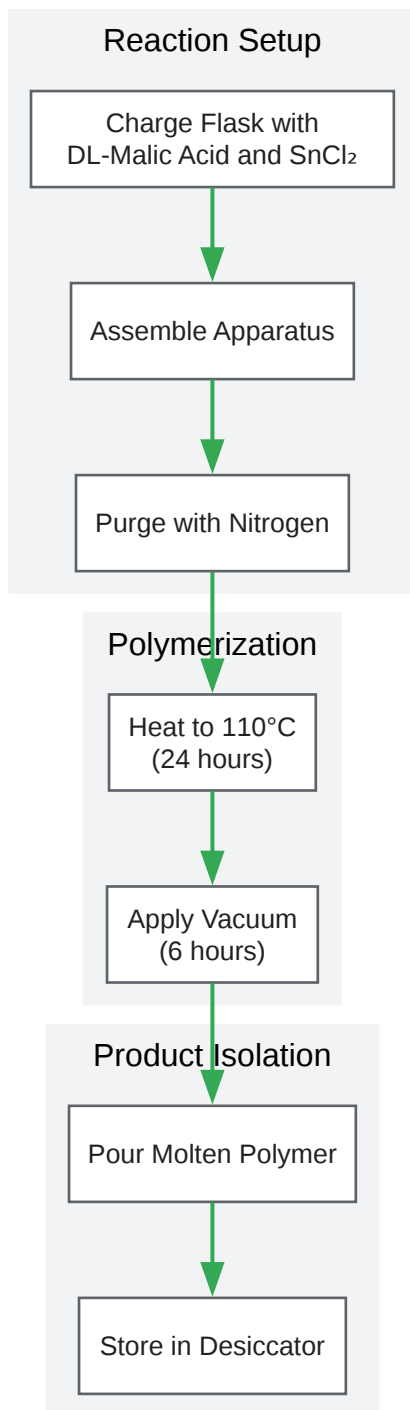 Reaction Setup
Charge Flask with
DL-Malic Acid and SnCl₂
Assemble Apparatus
Purge with Nitrogen
Polymerization
Heat to 110°C
(24 hours)
Apply Vacuum
(6 hours)
Product Isolation
Pour Molten Polymer
Store in Desiccator